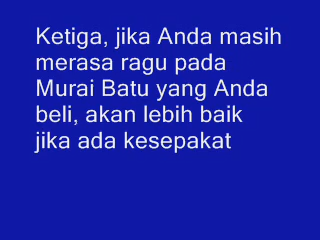 Ketiga, jika Anda masih
merasa ragu pada
Murai Batu yang Anda
beli, akan lebih baik
jika ada kesepakat